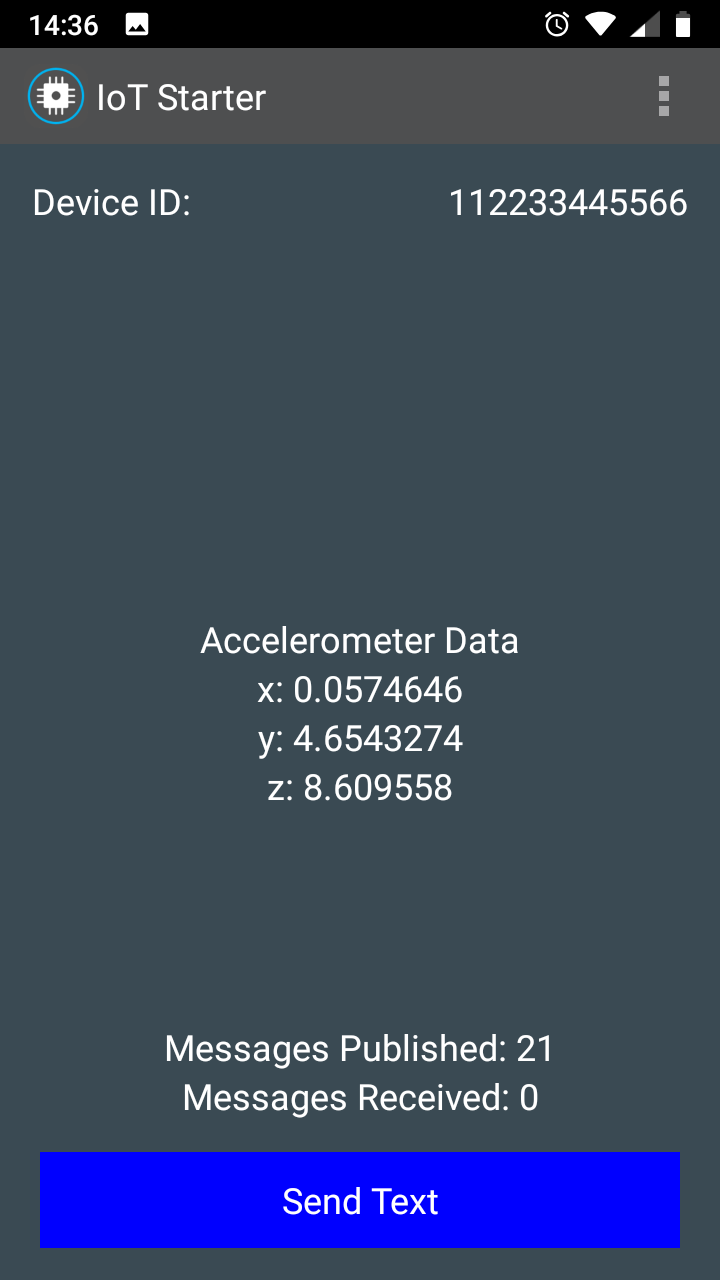 14:36
IoT Starter
Device ID: 112233445566
Accelerometer Data
x: 0.0574646
y: 4.6543274
z: 8.609558
Messages Published: 21
Messages Received: 0
Send Text